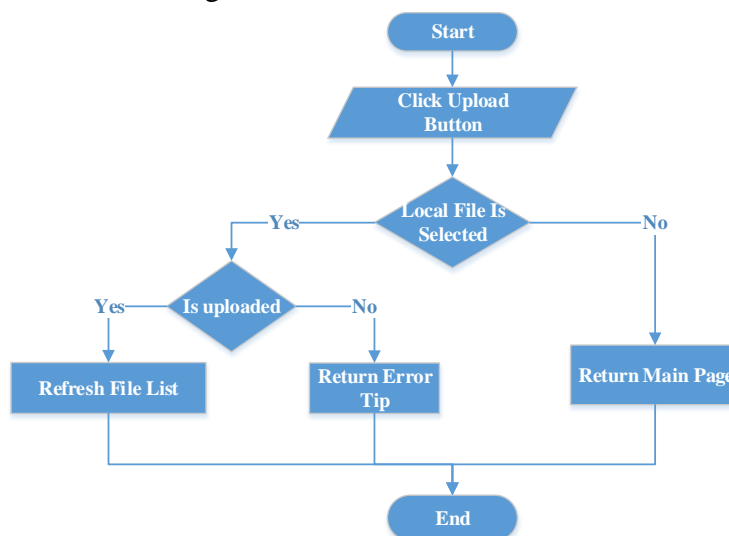 Start
Click Upload
Button
Local File Is
Selected
Yes
No
Is uploaded
Yes
No
Refresh File List
Return Error
Tip
Return Main Page
End